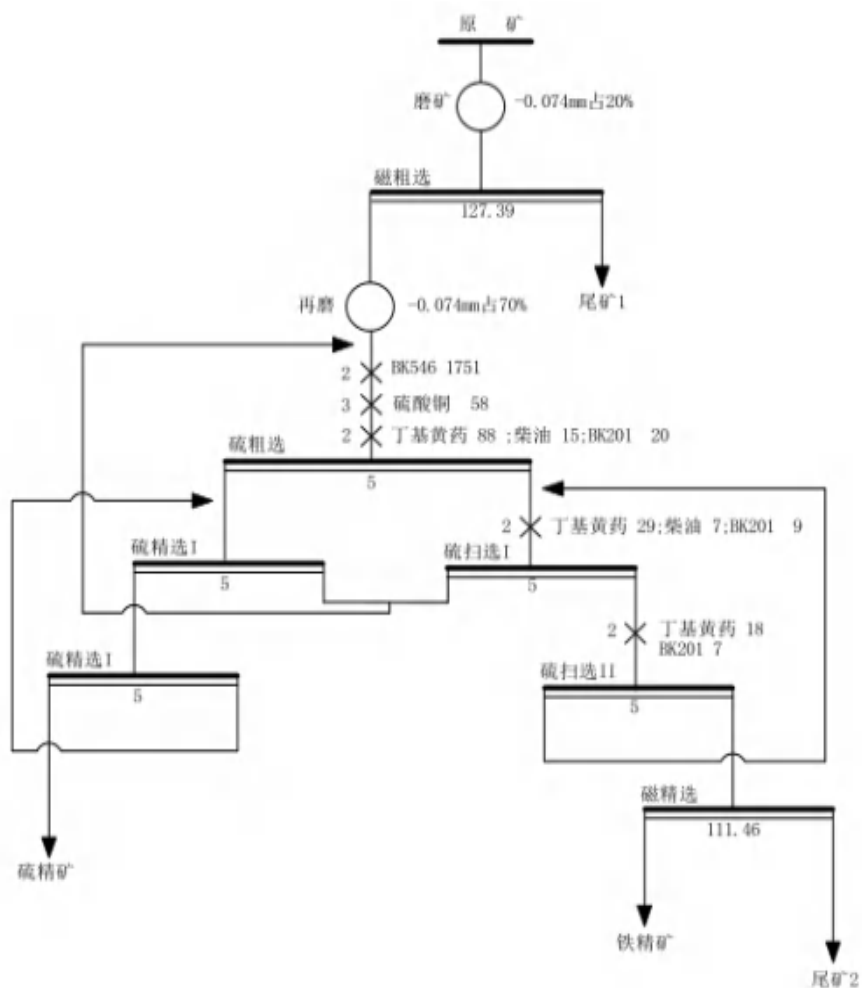 原 矿
磨矿
-0.074mm占20%
磁粗选
127.39
尾矿1
再磨
-0.074mm占70%
2
BK546 1751
3
硫酸铜 58
2
丁基黄药 88 ;柴油 15;BK201 20
硫粗选
5
2
丁基黄药 29;柴油 7;BK201 9
硫精选I
5
硫扫选I
5
2
丁基黄药 18
BK201 7
硫精选I
5
硫扫选II
5
磁精选
111.46
硫精矿
铁精矿
尾矿2